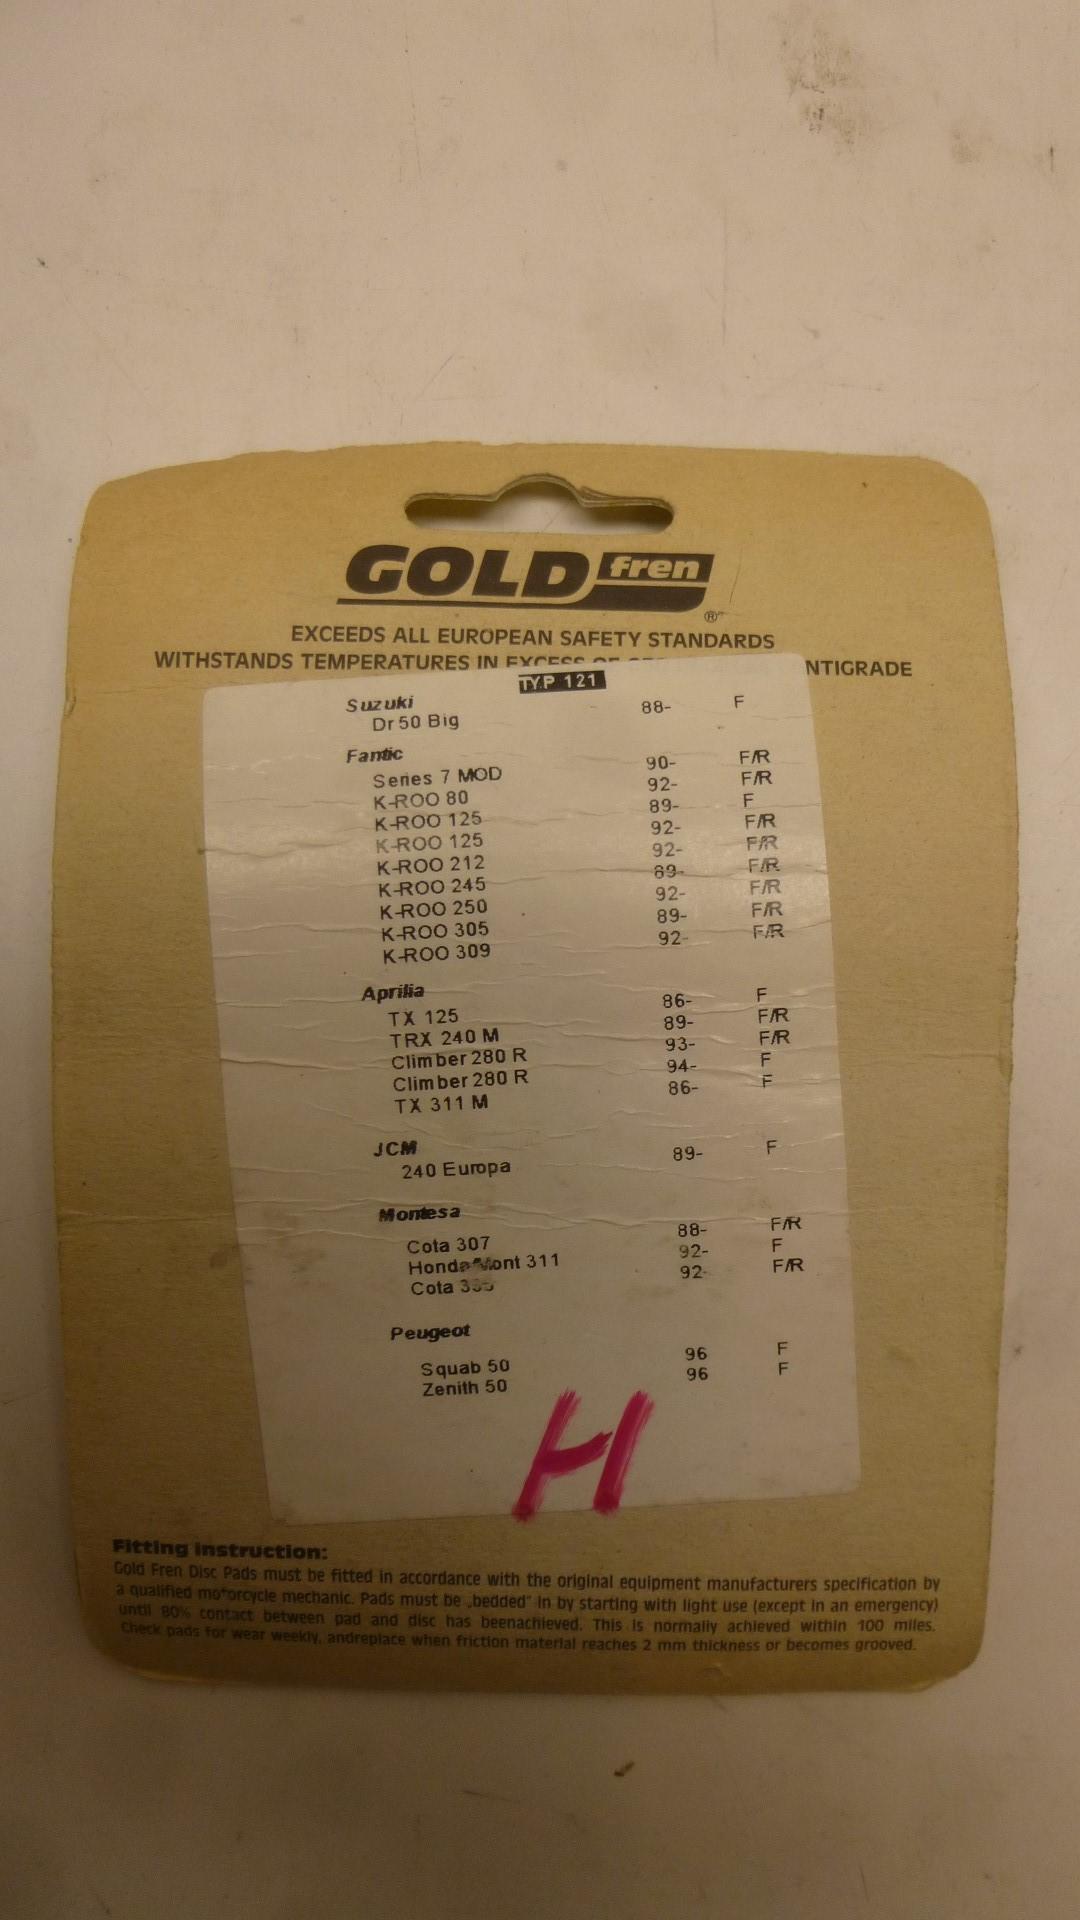 GOLD fren ®
EXCEEDS ALL EUROPEAN SAFETY STANDARDS
WITHSTANDS TEMPERATURES IN EXCESS OF NTIGRADE
TYP 121
Suzuki
Dr 50 Big 88- F
Fantic
Series 7 MOD 90- F/R
K-ROO 80 92- F/R
K-ROO 125 89- F
K-ROO 125 92- F/R
K-ROO 212 92- F/R
K-ROO 245 89- F/R
K-ROO 250 92- F/R
K-ROO 305 89- F/R
K-ROO 309 92- F/R
Aprilia
TX 125 86- F
TRX 240 M 89- F/R
Climber 280 R 93- F/R
Climber 280 R 94- F
TX 311 M 86- F
JCM
240 Europa 89- F
Montesa
Cota 307 88- F/R
Honda Mont 311 92- F
Cota 92- F/R
Peugeot
Squab 50 96 F
Zenith 50 96 F
H
Fitting instruction:
Gold Fren Disc Pads must be fitted in accordance with the original equipment manufacturers specification by
a qualified motorcycle mechanic. Pads must be „bedded" in by starting with light use (except in an emergency)
until 80% contact between pad and disc has beenachieved. This is normally achieved within 100 miles.
Check pads for wear weekly, andreplace when friction material reaches 2 mm thickness or becomes grooved.